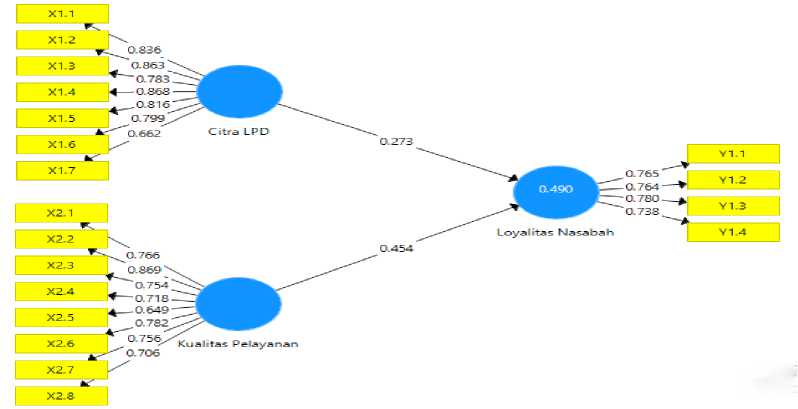 X1.1
X1.2
X1.3
X1.4
X1.5
X1.6
X1.7
0.836
0.863
0.783
0.868
0.816
0.799
0.662
Citra LPD
0.273
X2.1
X2.2
X2.3
X2.4
X2.5
X2.6
X2.7
X2.8
0.766
0.869
0.754
0.718
0.649
0.782
0.756
0.706
Kualitas Pelayanan
0.454
0.490
Loyalitas Nasabah
0.765
0.764
0.780
0.738
Y1.1
Y1.2
Y1.3
Y1.4